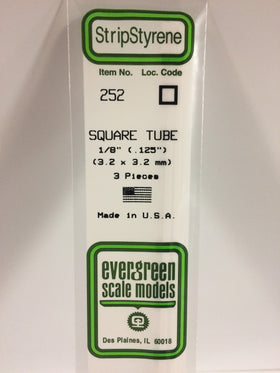 StripStyrene
Item No. Loc. Code
252
SQUARE TUBE
1/8" (.125")
(3.2 x 3.2 mm)
3 Pieces
Made in U.S.A.
evergreen
scale models
Des Plaines, IL 60018